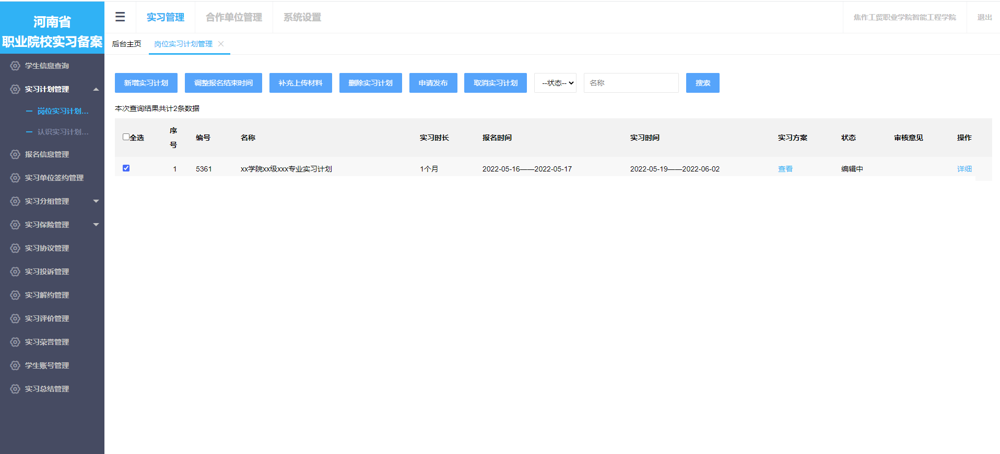 河南省
职业院校实习备案
实习管理
合作单位管理
系统设置
焦作工贸职业学院智能工程学院
退出
后台主页
岗位实习计划管理
学生信息查询
实习计划管理
岗位实习计划...
认识实习计划...
报名信息管理
实习单位签约管理
实习分组管理
实习保险管理
实习协议管理
实习投诉管理
实习解约管理
实习评价管理
实习荣誉管理
学生账号管理
实习总结管理
新增实习计划 调整报名结束时间 补充上传材料 删除实习计划 申请发布 取消实习计划 --状态-- 名称 搜索
本次查询结果共计2条数据
全选 序号 编号 名称 实习时长 报名时间 实习时间 实习方案 状态 审核意见 操作
1 5361 xx学院xx级xxx专业实习计划 1个月 2022-05-16——2022-05-17 2022-05-19——2022-06-02 查看 编辑中 详细